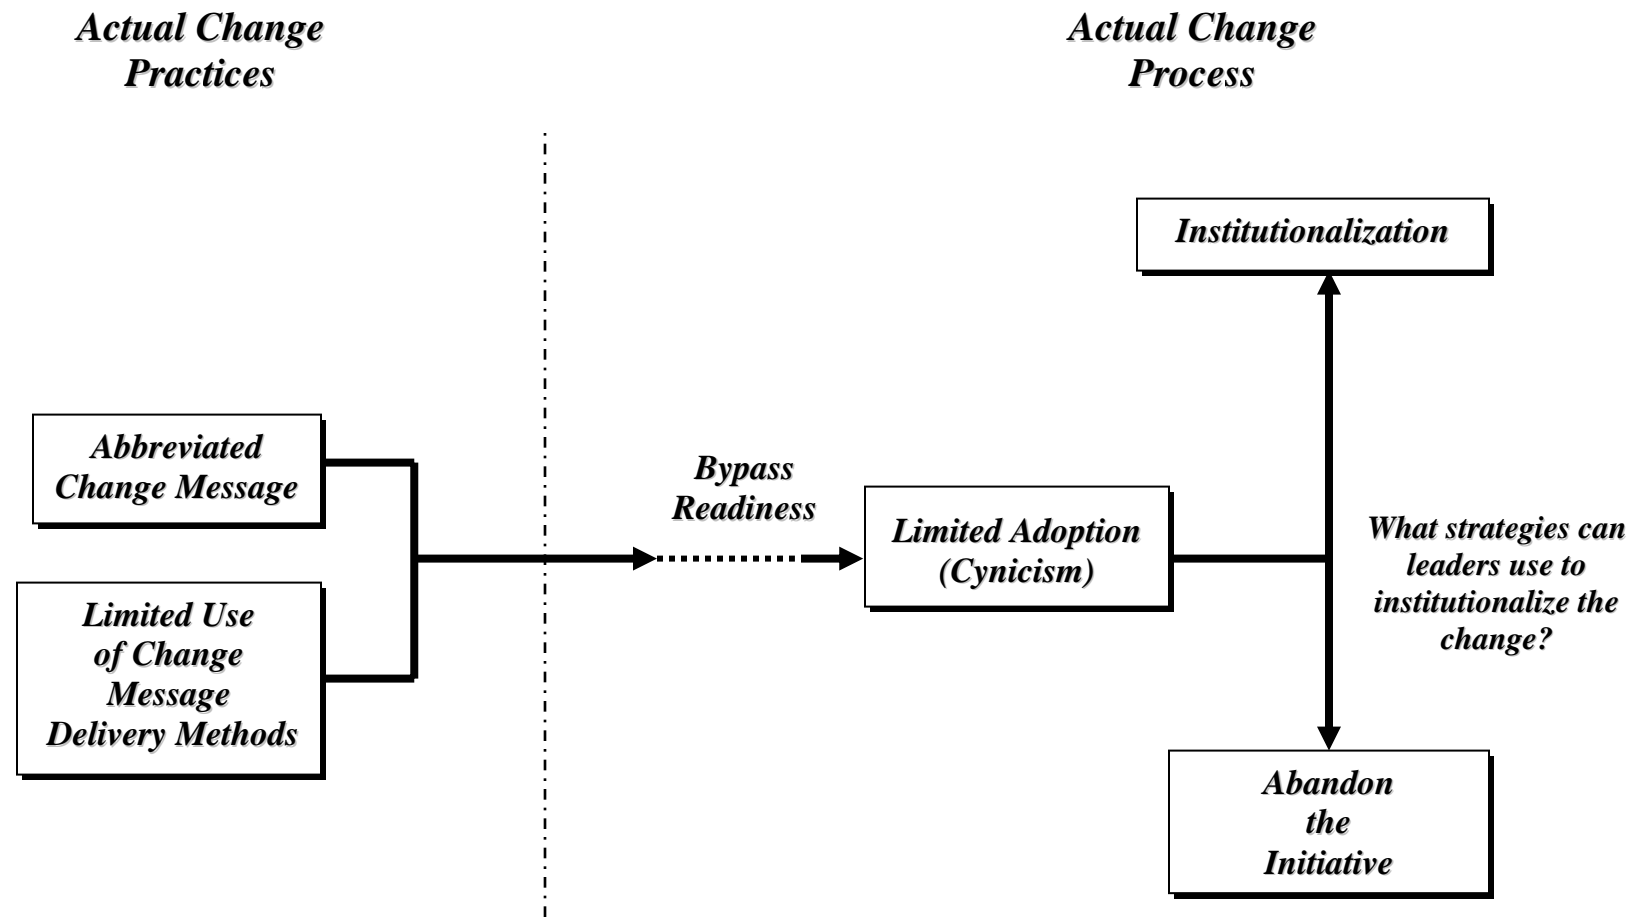 Actual Change
Practices
Actual Change
Process
Institutionalization
Abbreviated
Change Message
Bypass
Readiness
Limited Adoption
(Cynicism)
What strategies can
leaders use to
institutionalize the
change?
Limited Use
of Change
Message
Delivery Methods
Abandon
the
Initiative